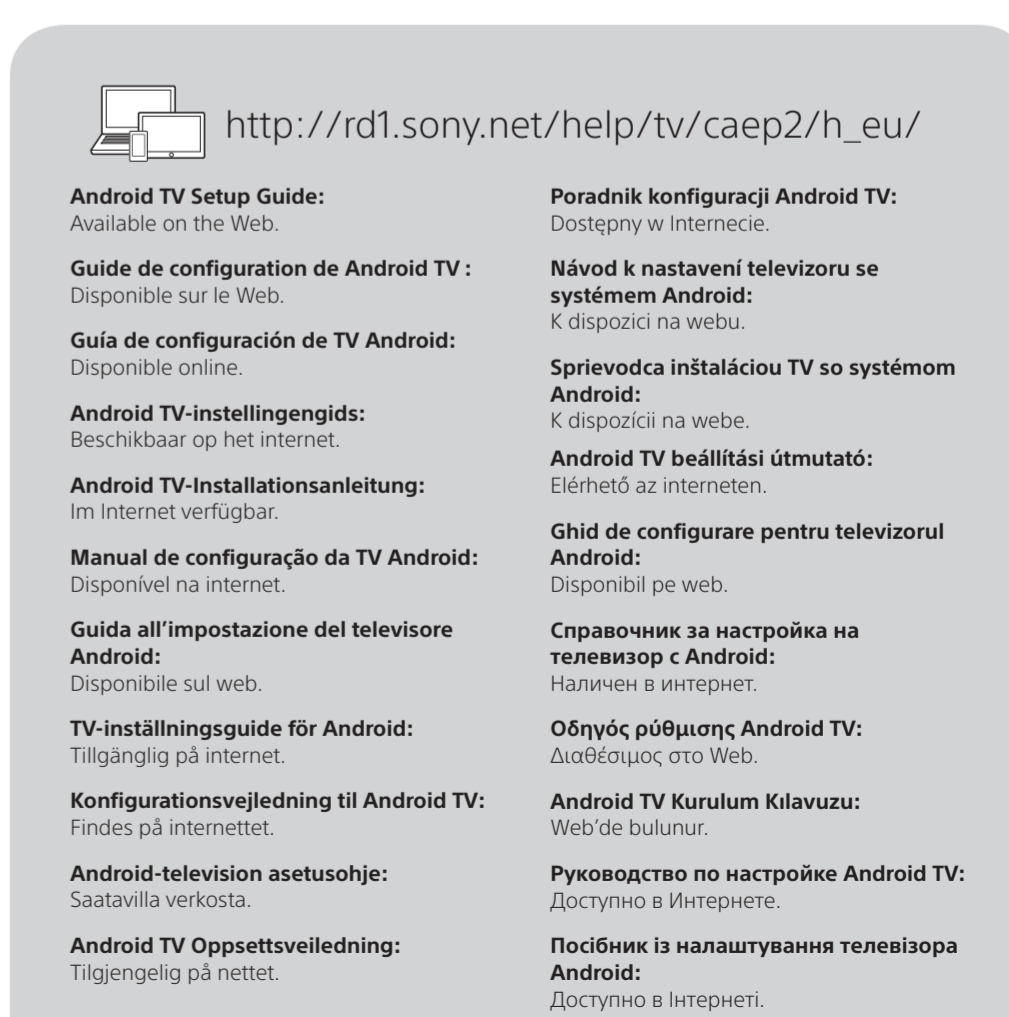 http://rd1.sony.net/help/tv/caep2/h_eu/
Android TV Setup Guide:
Available on the Web.
Guide de configuration de Android TV :
Disponible sur le Web.
Guía de configuración de TV Android:
Disponible online.
Android TV-instellingengids:
Beschikbaar op het internet.
Android TV-Installationsanleitung:
Im Internet verfügbar.
Manual de configuração da TV Android:
Disponível na internet.
Guida all'impostazione del televisore
Android:
Disponibile sul web.
TV-inställningsguide för Android:
Tillgänglig på internet.
Konfigurationsvejledning til Android TV:
Findes på internettet.
Android-television asetusohje:
Saatavilla verkosta.
Android TV Oppsettsveiledning:
Tilgjengelig på nettet.
Poradnik konfiguracji Android TV:
Dostępny w Internecie.
Návod k nastavení televizoru se
systémem Android:
K dispozici na webu.
Sprievodca inštaláciou TV so systémom
Android:
K dispozícii na webe.
Android TV beállítási útmutató:
Elérhető az interneten.
Ghid de configurare pentru televizorul
Android:
Disponibil pe web.
Справочник за настройка на
телевизор с Android:
Наличен в интернет.
Οδηγός ρύθμισης Android TV:
Διαθέσιμος στο Web.
Android TV Kurulum Kılavuzu:
Web'de bulunur.
Руководство по настройке Android TV:
Доступно в Интернете.
Посібник із налаштування телевізора
Android:
Доступно в Інтернеті.